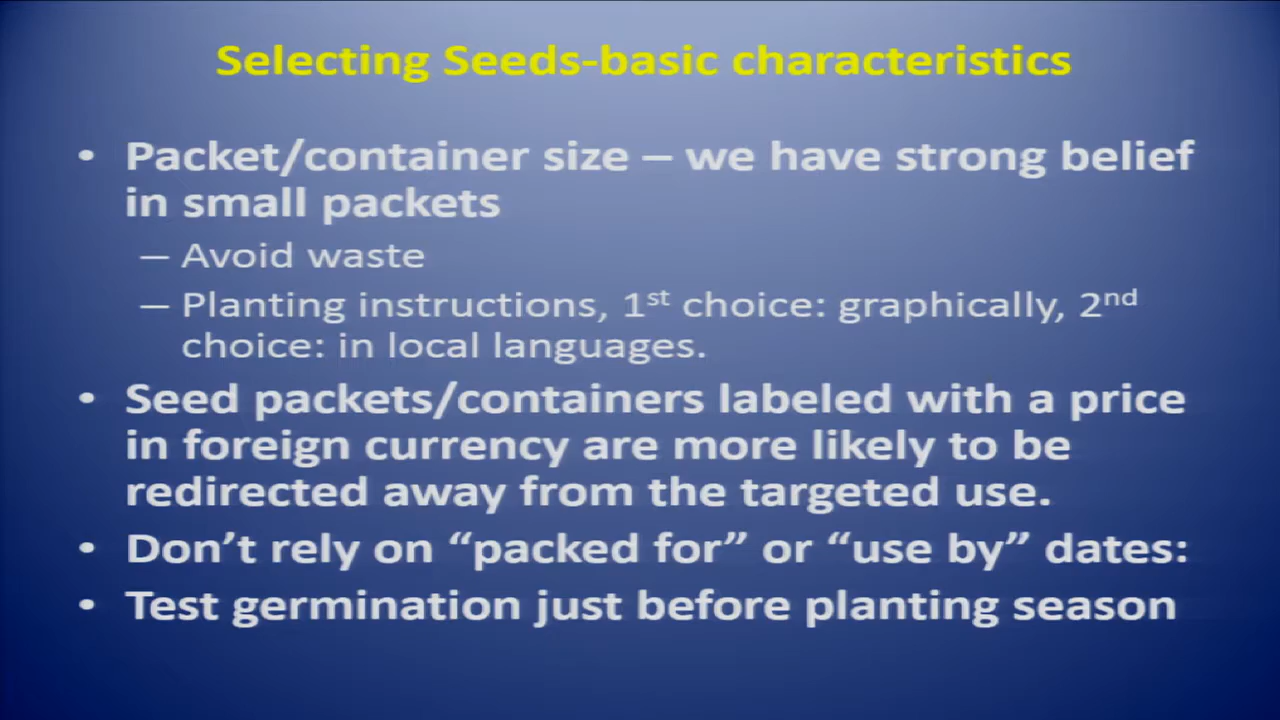 Selecting Seeds-basic characteristics
• Packet/container size – we have strong belief
in small packets
– Avoid waste
– Planting instructions, 1st choice: graphically, 2nd
choice: in local languages.
• Seed packets/containers labeled with a price
in foreign currency are more likely to be
redirected away from the targeted use.
• Don’t rely on “packed for” or “use by” dates:
• Test germination just before planting season